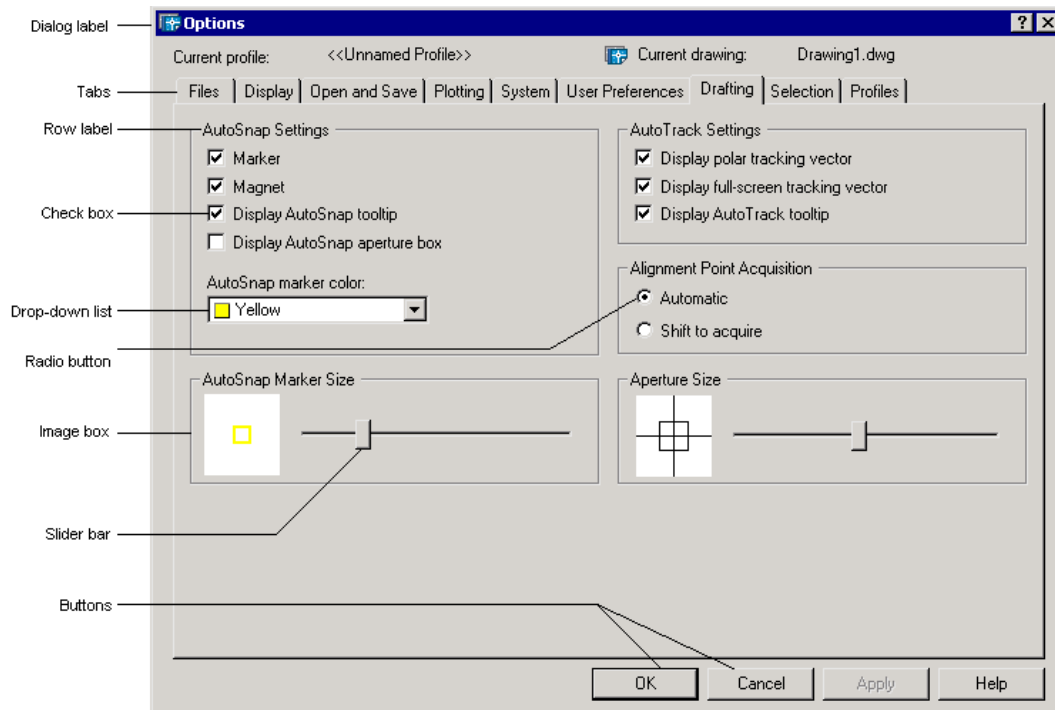 Dialog label
Options
Current profile: <<Unnamed Profile>> Current drawing: Drawing1.dwg
Tabs
Files Display Open and Save Plotting System User Preferences Drafting Selection Profiles
Row label
AutoSnap Settings
Marker
Magnet
Check box
Display AutoSnap tooltip
Display AutoSnap aperture box
AutoSnap marker color:
Drop-down list
Yellow
AutoTrack Settings
Display polar tracking vector
Display full-screen tracking vector
Display AutoTrack tooltip
Alignment Point Acquisition
Automatic
Shift to acquire
Radio button
AutoSnap Marker Size
Aperture Size
Image box
Slider bar
Buttons
OK Cancel Apply Help